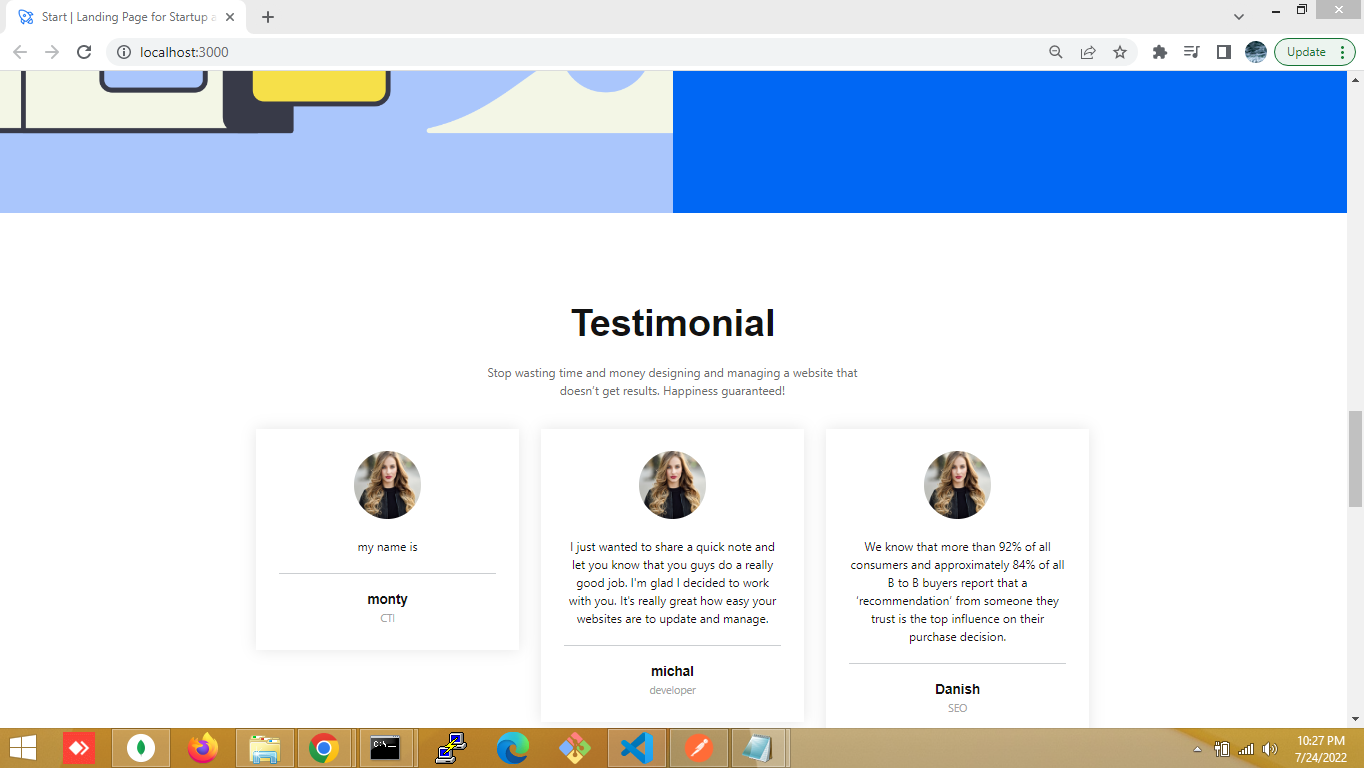 Start | Landing Page for Startup a
localhost:3000
Update
Testimonial
Stop wasting time and money designing and managing a website that
doesn't get results. Happiness guaranteed!
my name is
monty
CTI
I just wanted to share a quick note and
let you know that you guys do a really
good job. I'm glad I decided to work
with you. It's really great how easy your
websites are to update and manage.
michal
developer
We know that more than 92% of all
consumers and approximately 84% of all
B to B buyers report that a
'recommendation' from someone they
trust is the top influence on their
purchase decision.
Danish
SEO
C:\_
10:27 PM
7/24/2022